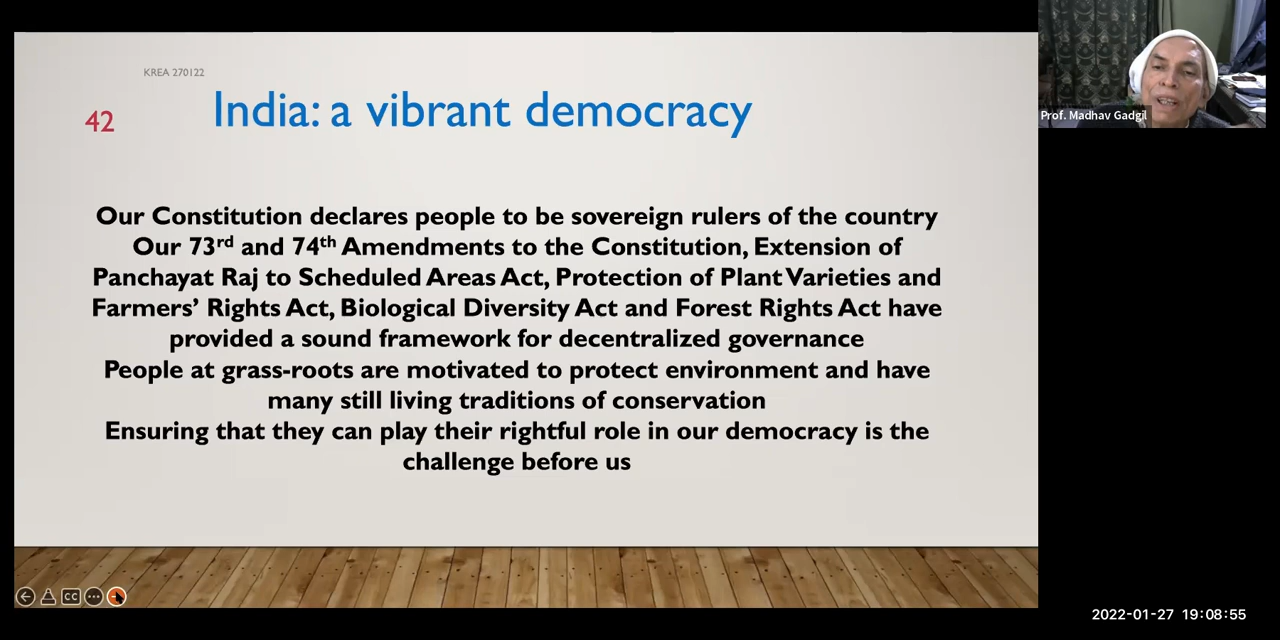 KREA 270122
42
India: a vibrant democracy
Our Constitution declares people to be sovereign rulers of the country
Our 73rd and 74th Amendments to the Constitution, Extension of
Panchayat Raj to Scheduled Areas Act, Protection of Plant Varieties and
Farmers’ Rights Act, Biological Diversity Act and Forest Rights Act have
provided a sound framework for decentralized governance
People at grass-roots are motivated to protect environment and have
many still living traditions of conservation
Ensuring that they can play their rightful role in our democracy is the
challenge before us
CC
Prof. Madhav Gadgil
2022-01-27 19:08:55